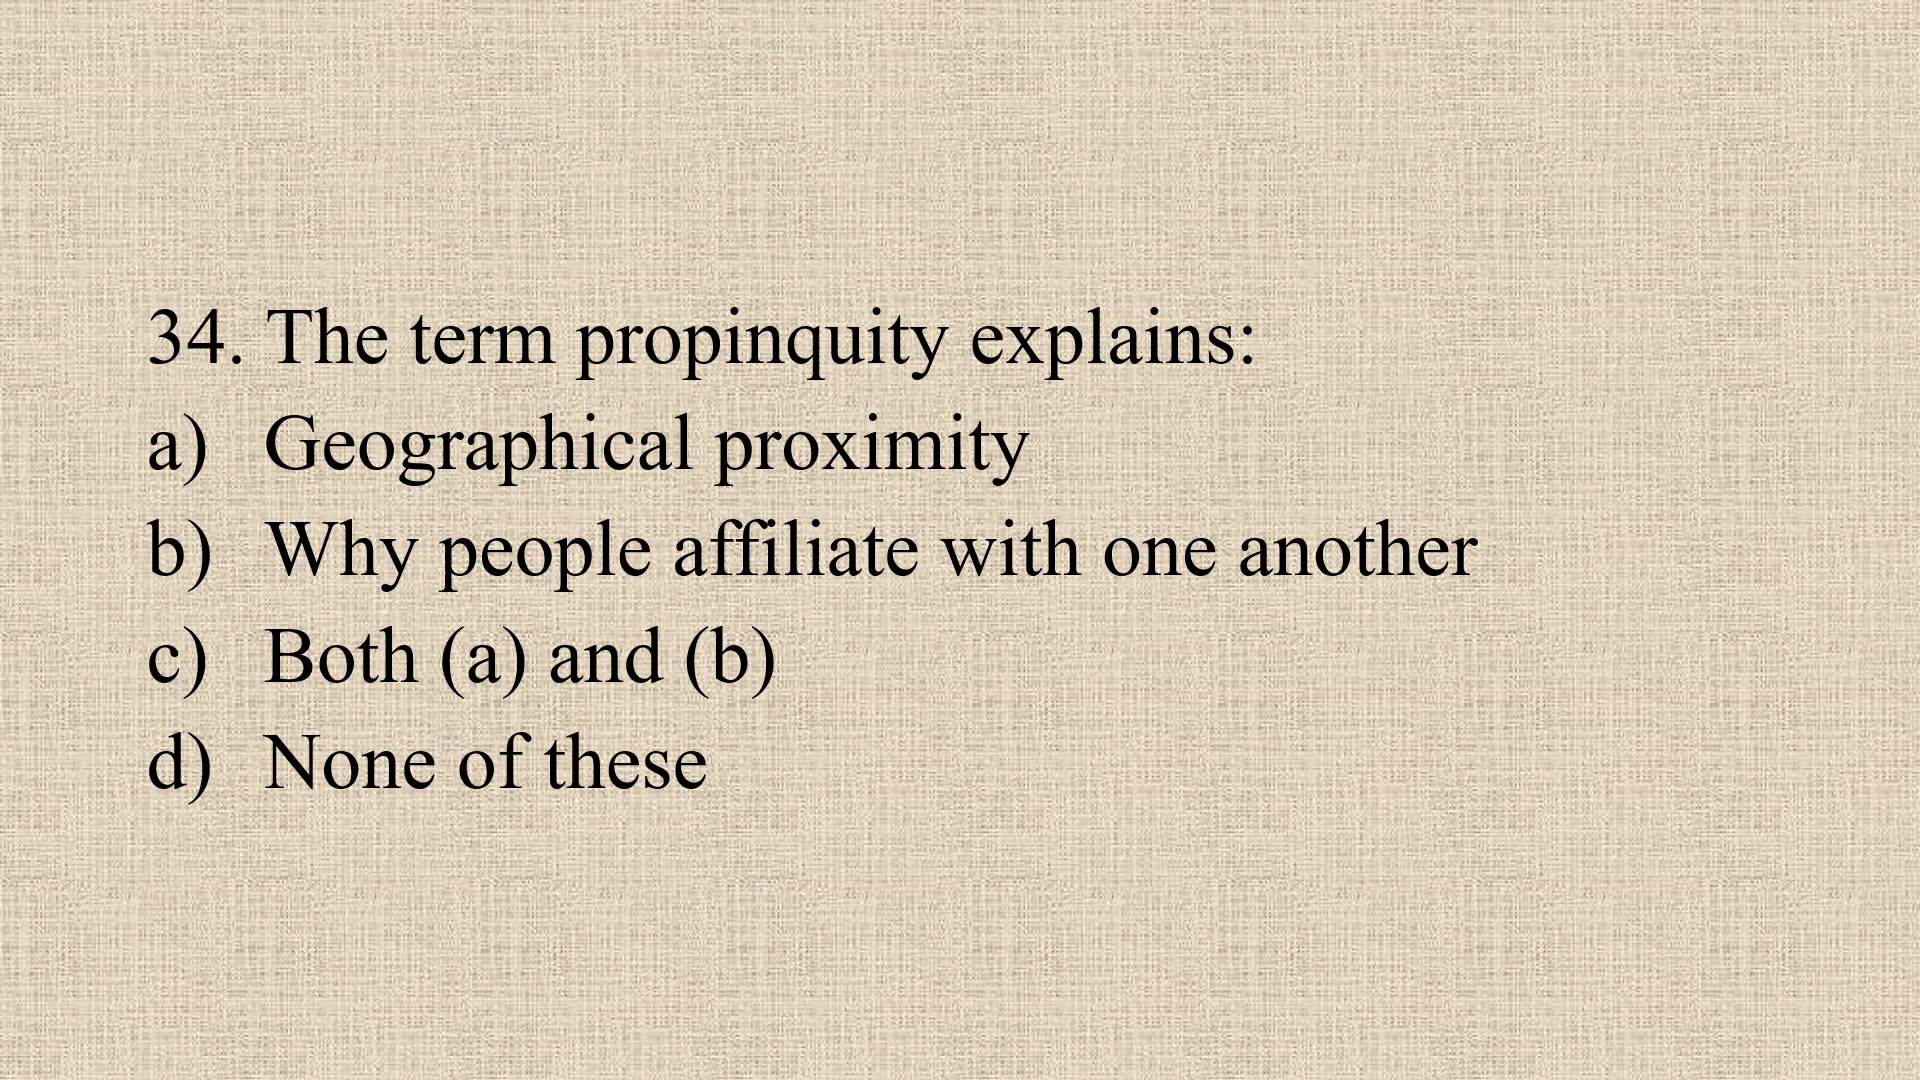 34. The term propinquity explains:
a) Geographical proximity
b) Why people affiliate with one another
c) Both (a) and (b)
d) None of these